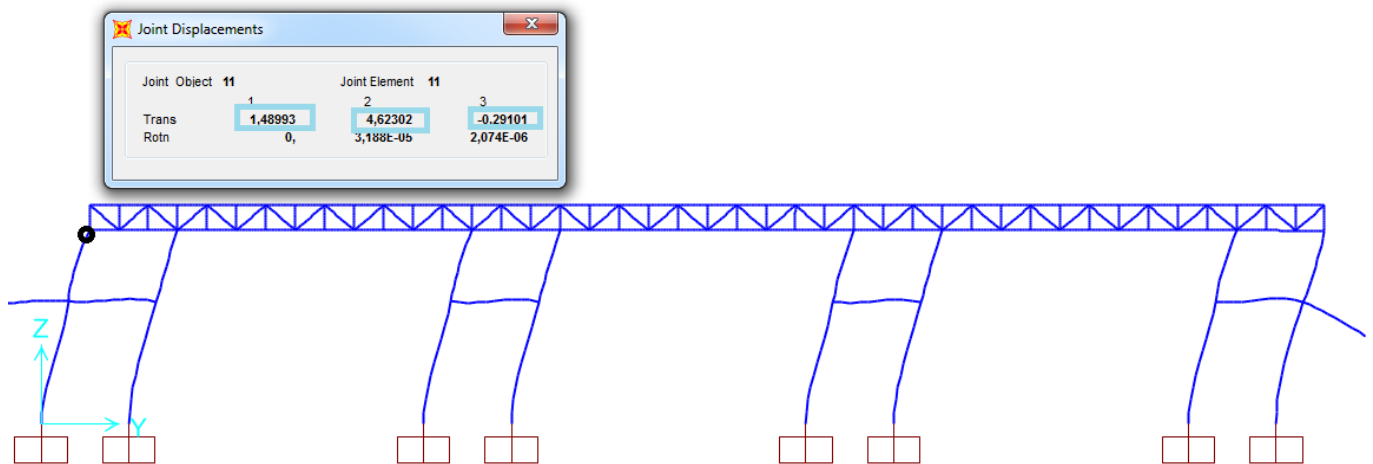 Joint Displacements
Joint Object 11 Joint Element 11
1 2 3
Trans 1,48993 4,62302 -0.29101
Rotn 0, 3,188E-05 2,074E-06
Z
Y